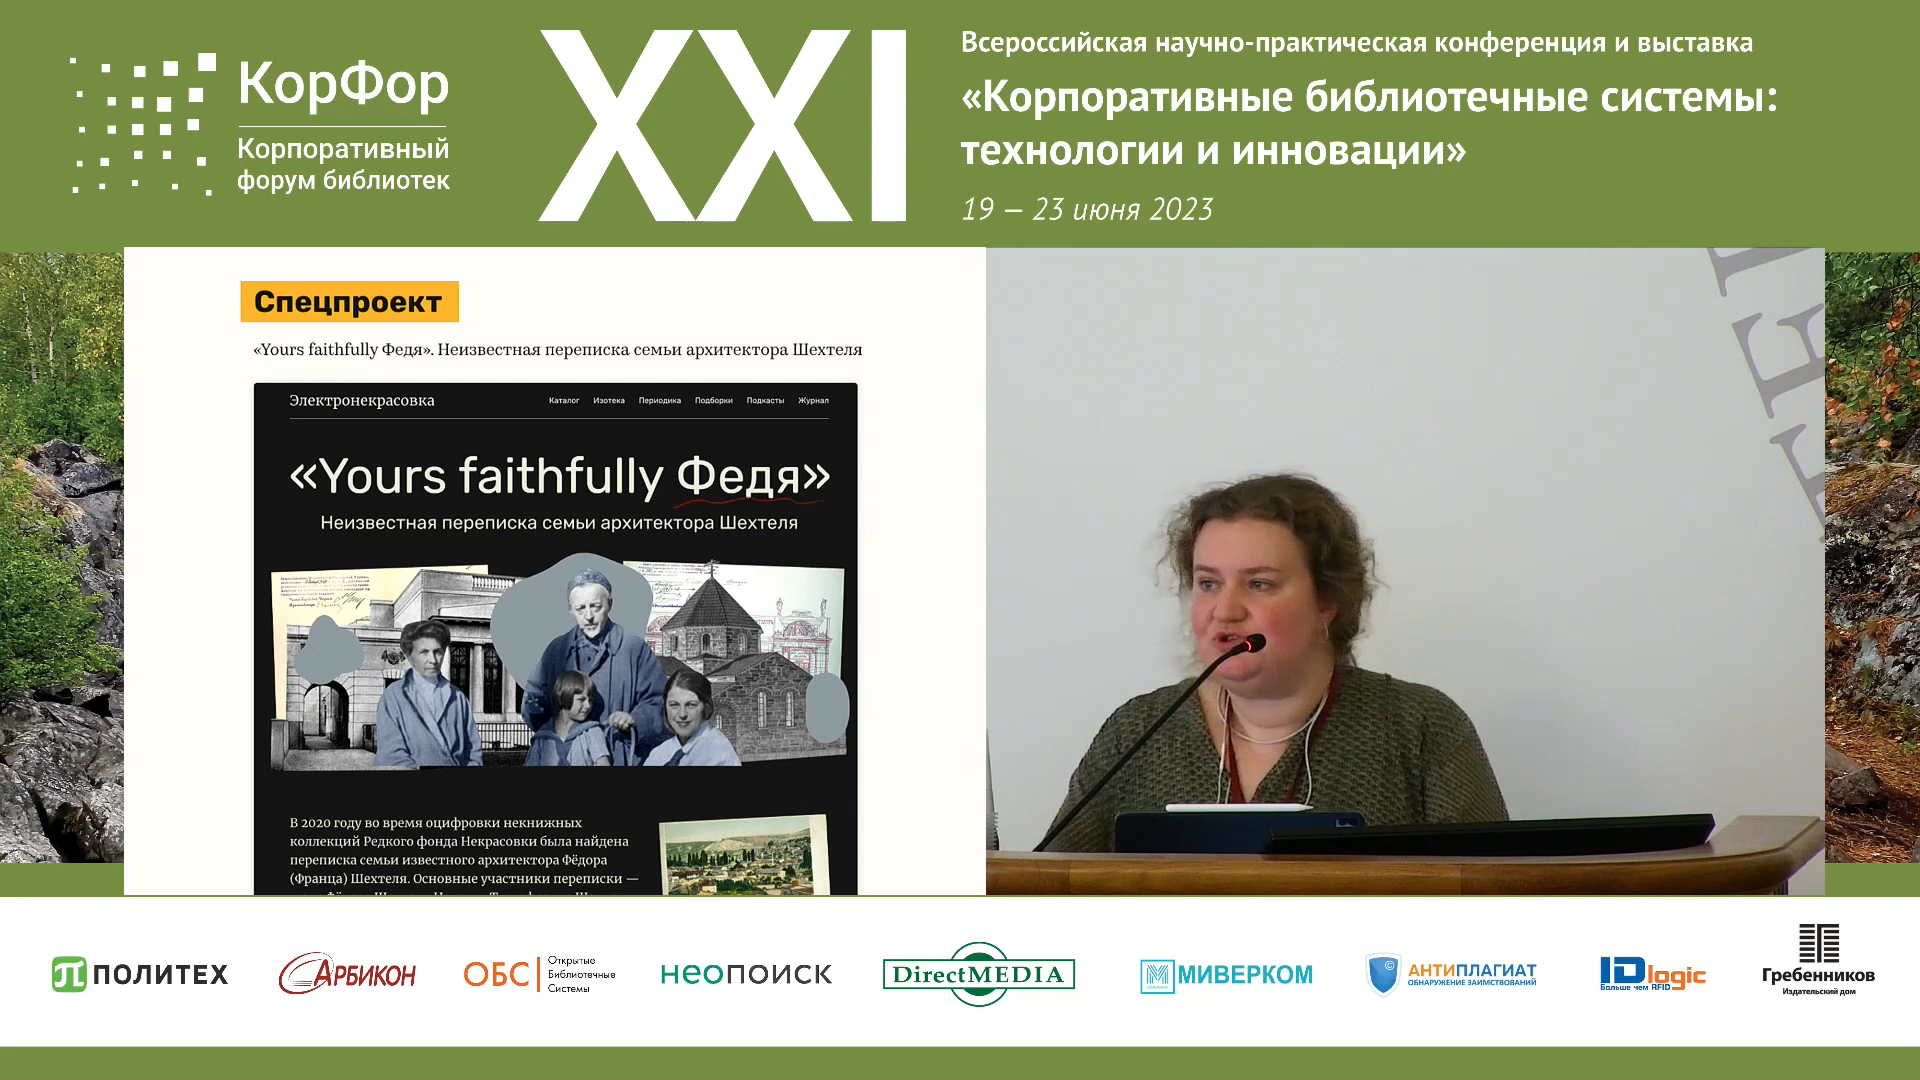 КорФор
Корпоративный
форум библиотек
XXI
Всероссийская научно-практическая конференция и выставка
«Корпоративные библиотечные системы:
технологии и инновации»
19 — 23 июня 2023
Спецпроект
«Yours faithfully Федя». Неизвестная переписка семьи архитектора Шехтеля
Электронекрасовка
Каталог Изотека Периодика Подборки Подкасты Журнал
«Yours faithfully Федя»
Неизвестная переписка семьи архитектора Шехтеля
В 2020 году во время оцифровки некнижных
коллекций Редкого фонда Некрасовки была найдена
переписка семьи известного архитектора Фёдора
(Франца) Шехтеля. Основные участники переписки —
ПОЛИТЕХ
АРБИКОН
ОБС
Открытые
Библиотечные
Системы
неопоиск
DirectMEDIA
МИВЕРКОМ
АНТИПЛАГИАТ
ОБНАРУЖЕНИЕ ЗАИМСТВОВАНИЙ
IDlogic
Больше чем RFID
Гребенников
Издательский дом